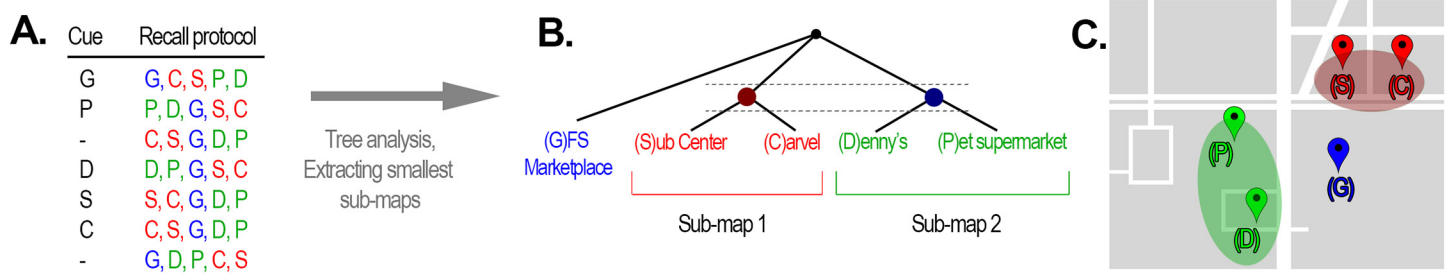 A.
Cue Recall protocol
G G, C, S, P, D
P P, D, G, S, C
- C, S, G, D, P
D D, P, G, S, C
S S, C, G, D, P
C C, S, G, D, P
- G, D, P, C, S
Tree analysis,
Extracting smallest
sub-maps
B.
(G)FS
Marketplace
(S)ub Center
(C)arvel
(D)enny's
(P)et supermarket
Sub-map 1
Sub-map 2
C.
(S)
(C)
(P)
(G)
(D)